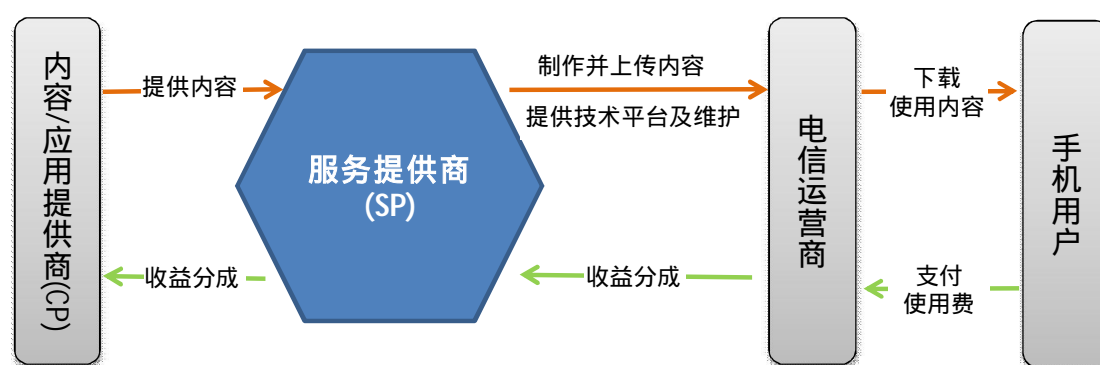 内容/应用提供商(CP)
提供内容
服务提供商
(SP)
制作并上传内容
提供技术平台及维护
电信运营商
下载
使用内容
手机用户
收益分成
收益分成
支付
使用费